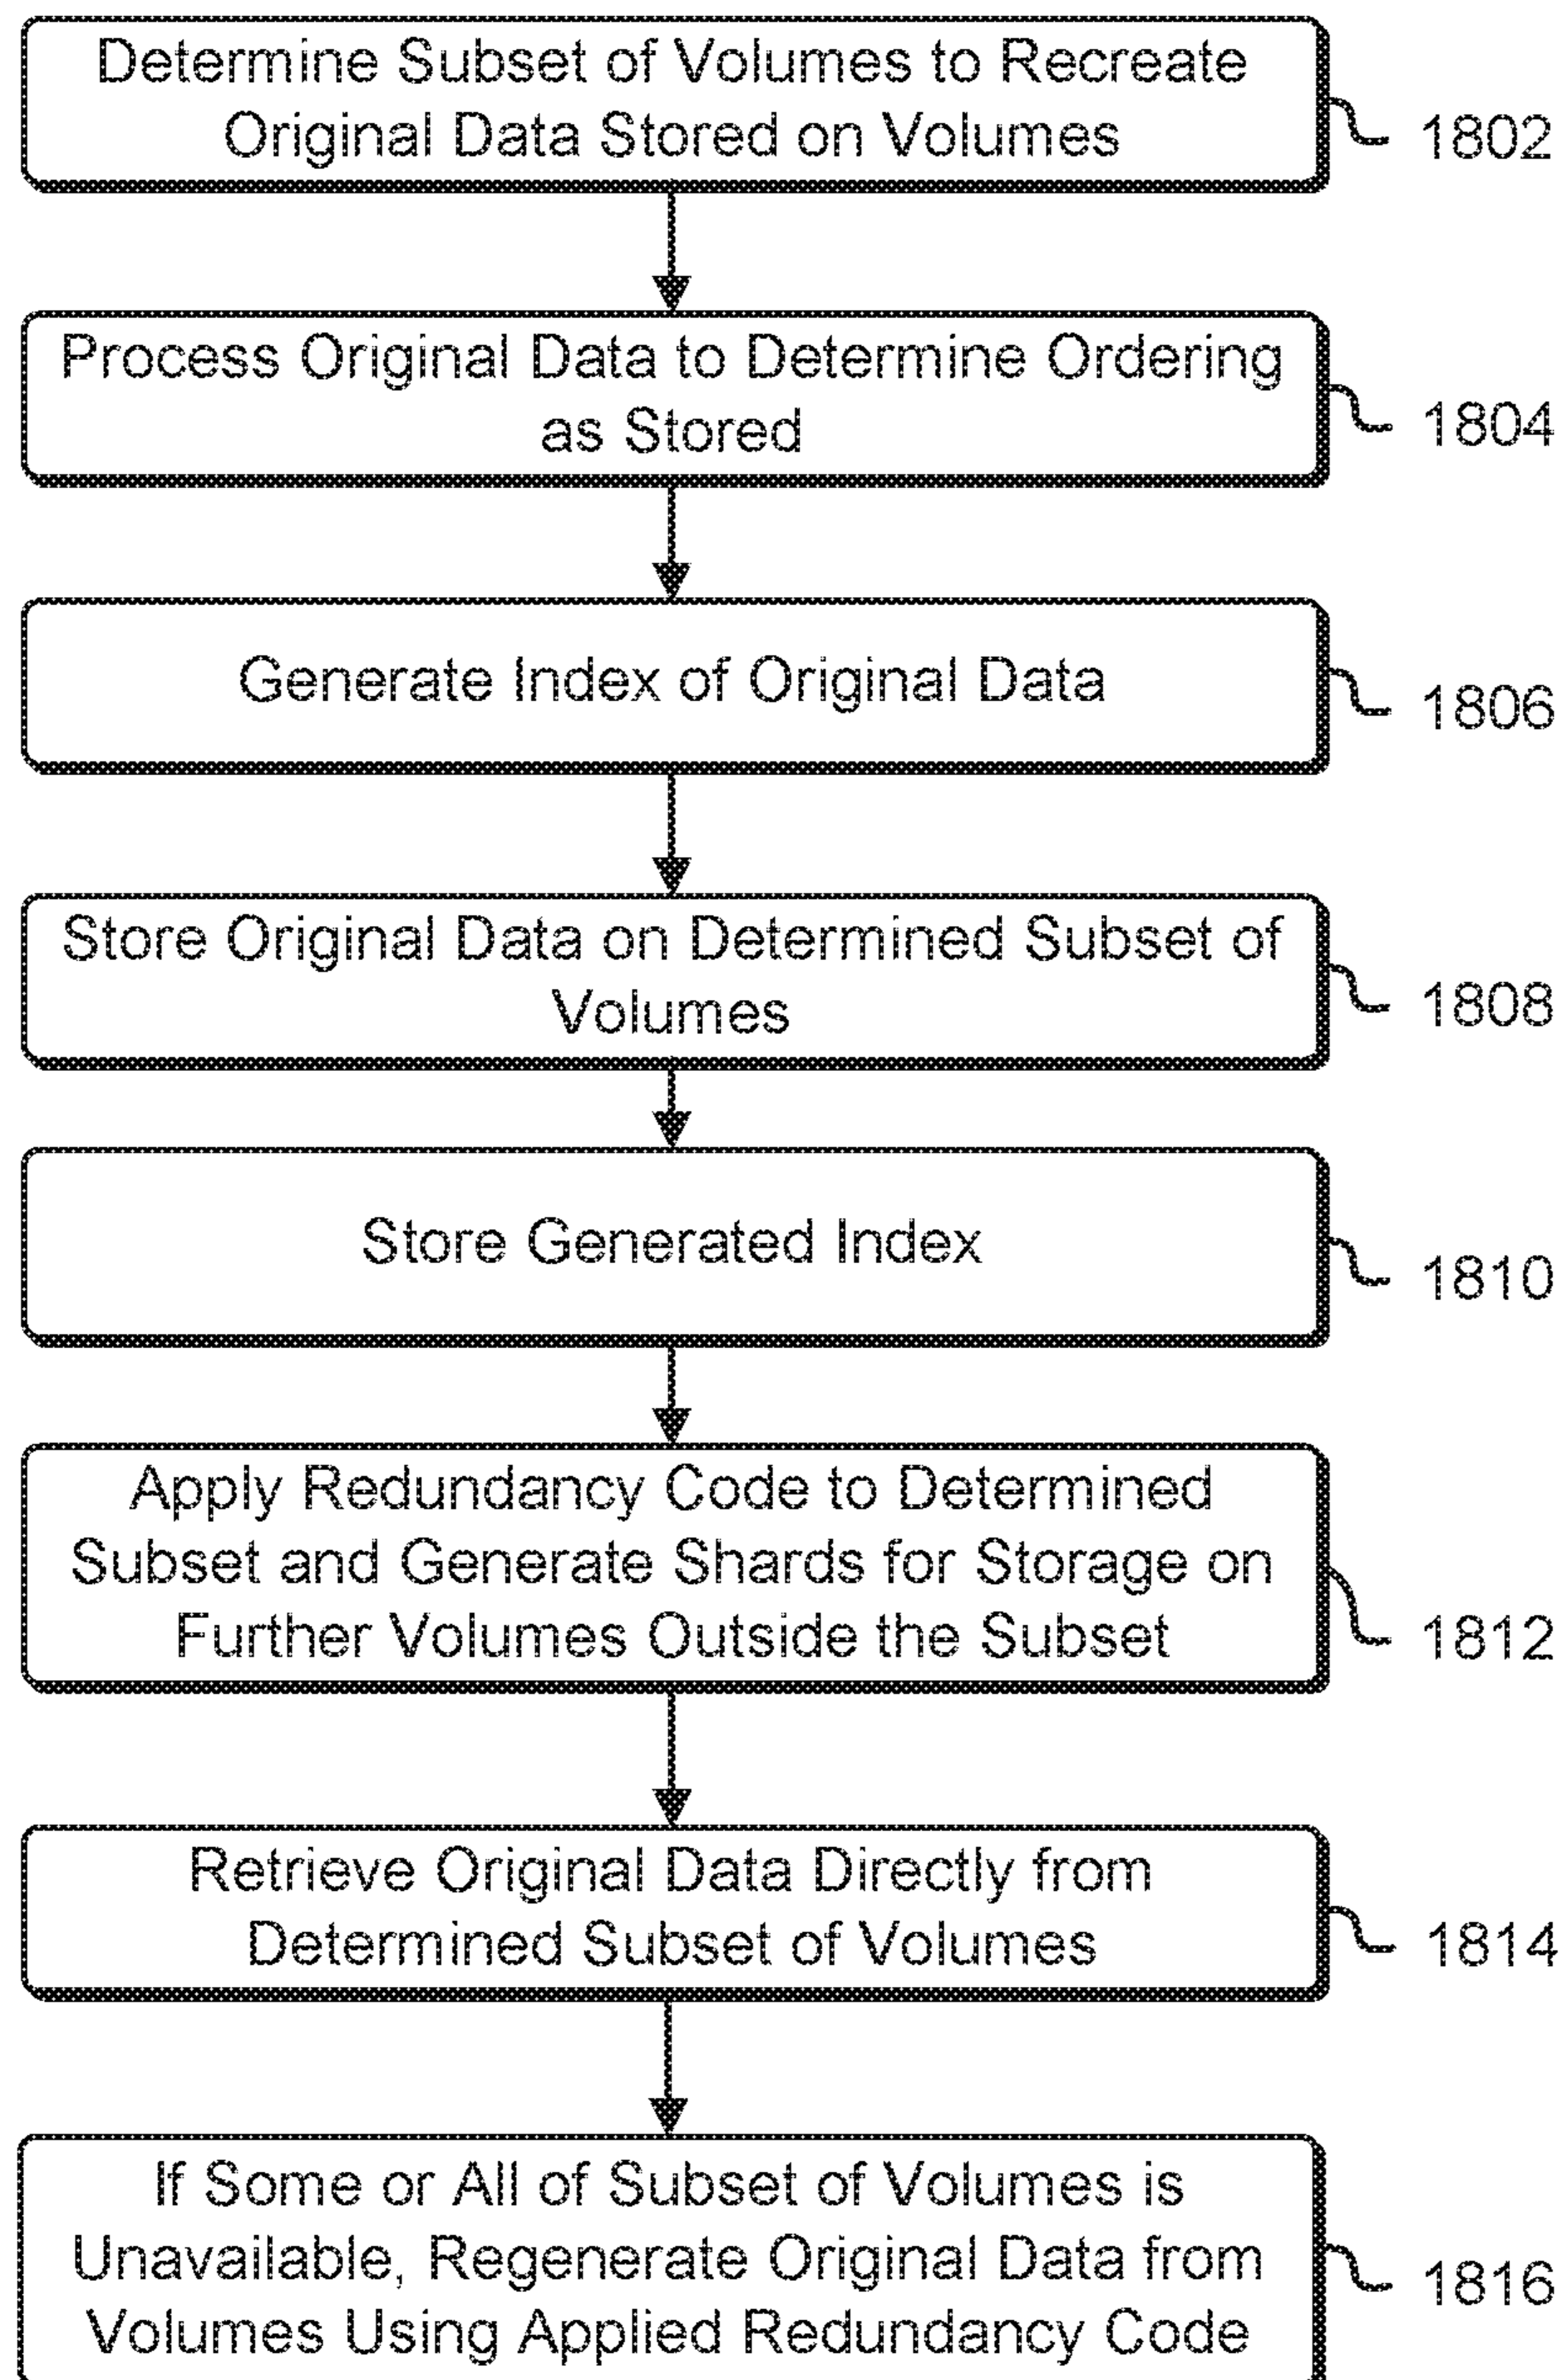 Determine Subset of Volumes to Recreate
Original Data Stored on Volumes
1802
Process Original Data to Determine Ordering
as Stored
1804
Generate Index of Original Data
1806
Store Original Data on Determined Subset of
Volumes
1808
Store Generated Index
1810
Apply Redundancy Code to Determined
Subset and Generate Shards for Storage on
Further Volumes Outside the Subset
1812
Retrieve Original Data Directly from
Determined Subset of Volumes
1814
If Some or All of Subset of Volumes is
Unavailable, Regenerate Original Data from
Volumes Using Applied Redundancy Code
1816